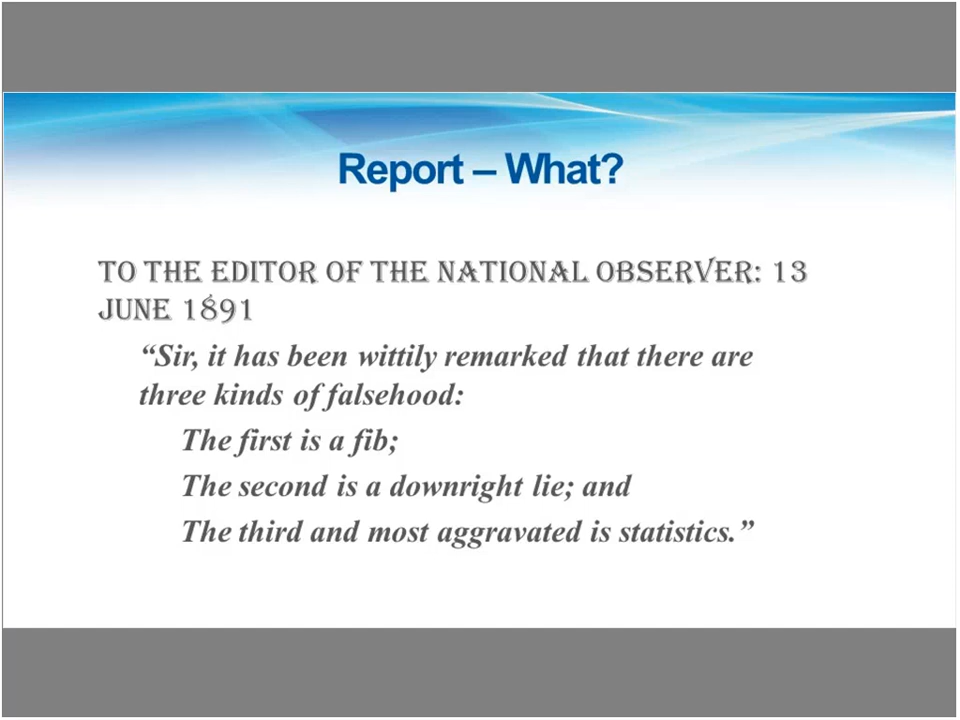 Report – What?
TO THE EDITOR OF THE NATIONAL OBSERVER: 13
JUNE 1891
“Sir, it has been wittily remarked that there are
three kinds of falsehood:
The first is a fib;
The second is a downright lie; and
The third and most aggravated is statistics.”